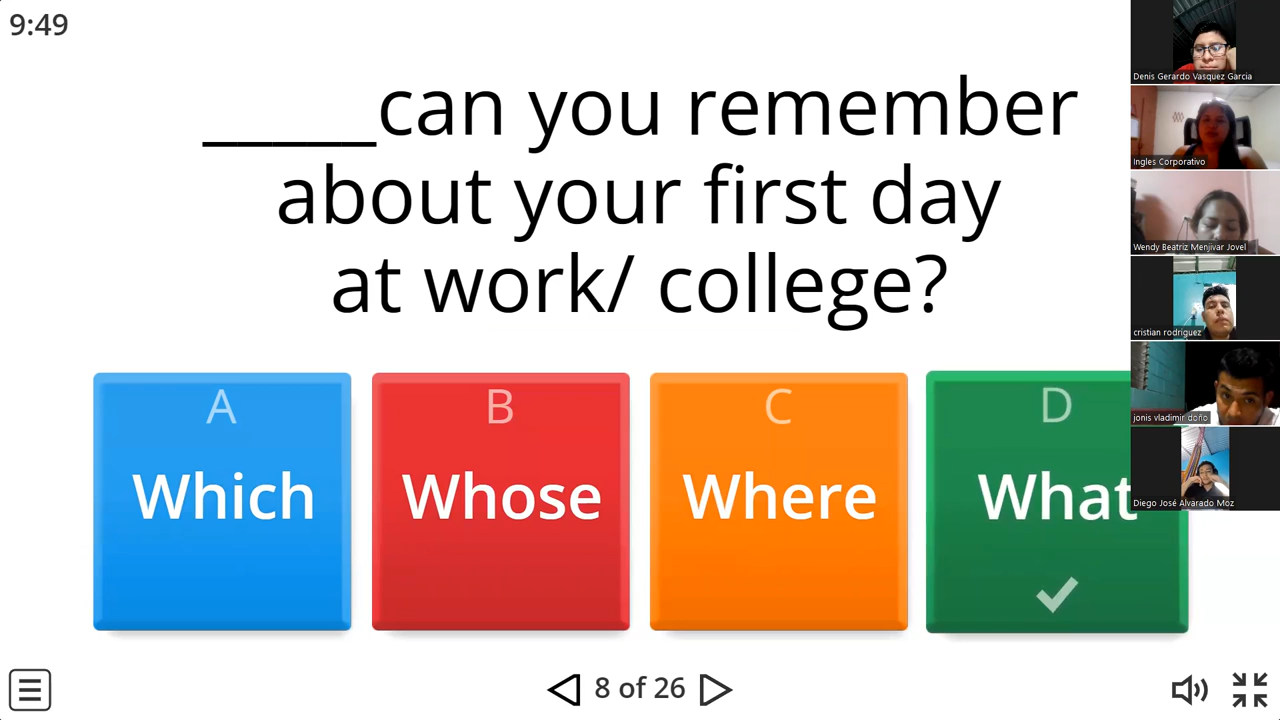 9:49
_____can you remember
about your first day
at work/ college?
A
Which
B
Whose
C
Where
D
What
8 of 26
Denis Gerardo Vasquez Garcia
Ingles Corporativo
Wendy Beatriz Menjivar Jovel
cristian rodriguez
jonis vladimir doño
Diego José Alvarado Moz